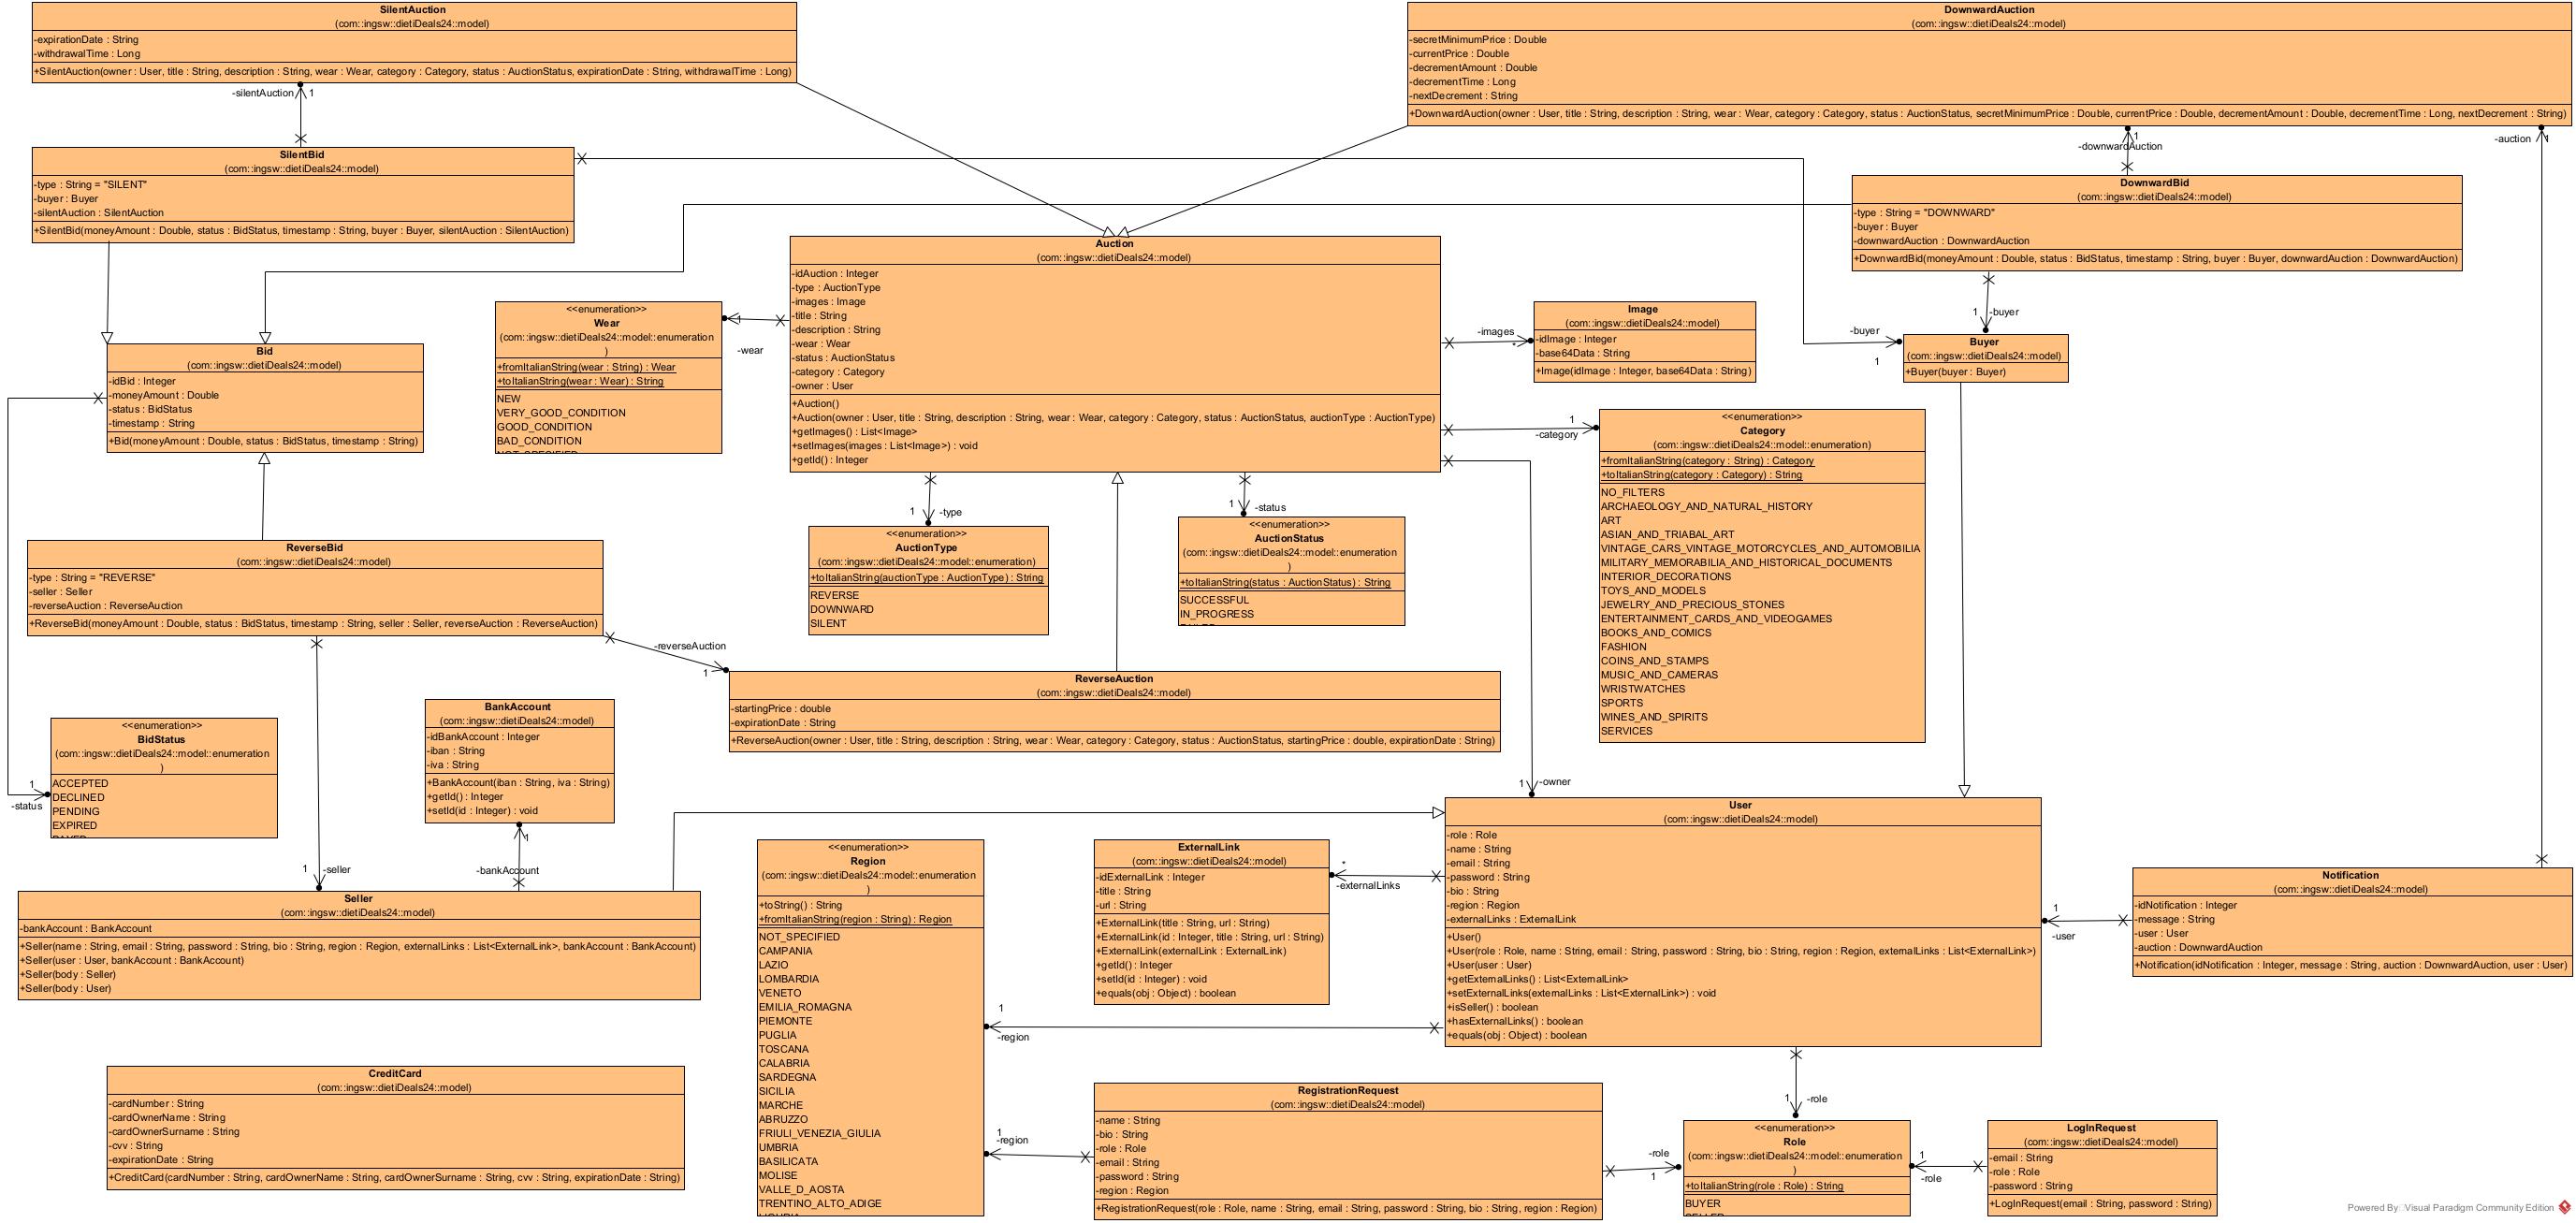 SilentAuction
(com::ingsw::dietiDeals24::model)
-expirationDate : String
-withdrawalTime : Long
+SilentAuction(owner : User, title : String, description : String, wear : Wear, category : Category, status : AuctionStatus, expirationDate : String, withdrawalTime : Long)
DownwardAuction
(com::ingsw::dietiDeals24::model)
-secretMinimumPrice : Double
-currentPrice : Double
-decrementAmount : Double
-decrementTime : Long
-nextDecrement : String
+DownwardAuction(owner : User, title : String, description : String, wear : Wear, category : Category, status : AuctionStatus, secretMinimumPrice : Double, currentPrice : Double, decrementAmount : Double, decrementTime : Long, nextDecrement : String)
-silentAuction
1
1
-downwardAuction
-auction
1
SilentBid
(com::ingsw::dietiDeals24::model)
-type : String = "SILENT"
-buyer : Buyer
-silentAuction : SilentAuction
+SilentBid(moneyAmount : Double, status : BidStatus, timestamp : String, buyer : Buyer, silentAuction : SilentAuction)
DownwardBid
(com::ingsw::dietiDeals24::model)
-type : String = "DOWNWARD"
-buyer : Buyer
-downwardAuction : DownwardAuction
+DownwardBid(moneyAmount : Double, status : BidStatus, timestamp : String, buyer : Buyer, downwardAuction : DownwardAuction)
Auction
(com::ingsw::dietiDeals24::model)
-idAuction : Integer
-type : AuctionType
-images : Image
-title : String
-description : String
-wear : Wear
-status : AuctionStatus
-category : Category
-owner : User
+Auction()
+Auction(owner : User, title : String, description : String, wear : Wear, category : Category, status : AuctionStatus, auctionType : AuctionType)
+getImages() : List<Image>
+setImages(images : List<Image>) : void
+getId() : Integer
<<enumeration>>
Wear
(com::ingsw::dietiDeals24::model::enumeration
)
+fromItalianString(wear : String) : Wear
+toItalianString(wear : Wear) : String
NEW
VERY_GOOD_CONDITION
GOOD_CONDITION
BAD_CONDITION
1
-wear
-images
*
Image
(com::ingsw::dietiDeals24::model)
-idImage : Integer
-base64Data : String
+Image(idImage : Integer, base64Data : String)
1
-buyer
-buyer
1
Buyer
(com::ingsw::dietiDeals24::model)
+Buyer(buyer : Buyer)
Bid
(com::ingsw::dietiDeals24::model)
-idBid : Integer
-moneyAmount : Double
-status : BidStatus
-timestamp : String
+Bid(moneyAmount : Double, status : BidStatus, timestamp : String)
1
-category
<<enumeration>>
Category
(com::ingsw::dietiDeals24::model::enumeration)
+fromItalianString(category : String) : Category
+toItalianString(category : Category) : String
NO_FILTERS
ARCHAEOLOGY_AND_NATURAL_HISTORY
ART
ASIAN_AND_TRIABAL_ART
VINTAGE_CARS_VINTAGE_MOTORCYCLES_AND_AUTOMOBILIA
MILITARY_MEMORABILIA_AND_HISTORICAL_DOCUMENTS
INTERIOR_DECORATIONS
TOYS_AND_MODELS
JEWELRY_AND_PRECIOUS_STONES
ENTERTAINMENT_CARDS_AND_VIDEOGAMES
BOOKS_AND_COMICS
FASHION
COINS_AND_STAMPS
MUSIC_AND_CAMERAS
WRISTWATCHES
SPORTS
WINES_AND_SPIRITS
SERVICES
1
-type
1
-status
<<enumeration>>
AuctionType
(com::ingsw::dietiDeals24::model::enumeration)
+toItalianString(auctionType : AuctionType) : String
REVERSE
DOWNWARD
SILENT
<<enumeration>>
AuctionStatus
(com::ingsw::dietiDeals24::model::enumeration
)
+toItalianString(status : AuctionStatus) : String
SUCCESSFUL
IN_PROGRESS
ReverseBid
(com::ingsw::dietiDeals24::model)
-type : String = "REVERSE"
-seller : Seller
-reverseAuction : ReverseAuction
+ReverseBid(moneyAmount : Double, status : BidStatus, timestamp : String, seller : Seller, reverseAuction : ReverseAuction)
-reverseAuction
1
ReverseAuction
(com::ingsw::dietiDeals24::model)
-startingPrice : double
-expirationDate : String
+ReverseAuction(owner : User, title : String, description : String, wear : Wear, category : Category, status : AuctionStatus, startingPrice : double, expirationDate : String)
<<enumeration>>
BidStatus
(com::ingsw::dietiDeals24::model::enumeration
)
ACCEPTED
DECLINED
PENDING
EXPIRED
1
-status
BankAccount
(com::ingsw::dietiDeals24::model)
-idBankAccount : Integer
-iban : String
-iva : String
+BankAccount(iban : String, iva : String)
+getId() : Integer
+setId(id : Integer) : void
1
-bankAccount
1
-seller
Seller
(com::ingsw::dietiDeals24::model)
-bankAccount : BankAccount
+Seller(name : String, email : String, password : String, bio : String, region : Region, externalLinks : List<ExternalLink>, bankAccount : BankAccount)
+Seller(user : User, bankAccount : BankAccount)
+Seller(body : Seller)
+Seller(body : User)
1
-owner
User
(com::ingsw::dietiDeals24::model)
-role : Role
-name : String
-email : String
-password : String
-bio : String
-region : Region
-externalLinks : ExternalLink
+User()
+User(role : Role, name : String, email : String, password : String, bio : String, region : Region, externalLinks : List<ExternalLink>)
+User(user : User)
+getExternalLinks() : List<ExternalLink>
+setExternalLinks(externalLinks : List<ExternalLink>) : void
+isSeller() : boolean
+hasExternalLinks() : boolean
+equals(obj : Object) : boolean
<<enumeration>>
Region
(com::ingsw::dietiDeals24::model::enumeration
)
+toString() : String
+fromItalianString(region : String) : Region
NOT_SPECIFIED
CAMPANIA
LAZIO
LOMBARDIA
VENETO
EMILIA_ROMAGNA
PIEMONTE
PUGLIA
TOSCANA
CALABRIA
SARDEGNA
SICILIA
MARCHE
ABRUZZO
FRIULI_VENEZIA_GIULIA
UMBRIA
BASILICATA
MOLISE
VALLE_D_AOSTA
TRENTINO_ALTO_ADIGE
ExternalLink
(com::ingsw::dietiDeals24::model)
-idExternalLink : Integer
-title : String
-url : String
+ExternalLink(title : String, url : String)
+ExternalLink(id : Integer, title : String, url : String)
+ExternalLink(externalLink : ExternalLink)
+getId() : Integer
+setId(id : Integer) : void
+equals(obj : Object) : boolean
*
-externalLinks
1
-region
1
-user
Notification
(com::ingsw::dietiDeals24::model)
-idNotification : Integer
-message : String
-user : User
-auction : DownwardAuction
+Notification(idNotification : Integer, message : String, auction : DownwardAuction, user : User)
CreditCard
(com::ingsw::dietiDeals24::model)
-cardNumber : String
-cardOwnerName : String
-cardOwnerSurname : String
-cvv : String
-expirationDate : String
+CreditCard(cardNumber : String, cardOwnerName : String, cardOwnerSurname : String, cvv : String, expirationDate : String)
1
-region
RegistrationRequest
(com::ingsw::dietiDeals24::model)
-name : String
-bio : String
-role : Role
-email : String
-password : String
-region : Region
+RegistrationRequest(role : Role, name : String, email : String, password : String, bio : String, region : Region)
-role
1
1
-role
<<enumeration>>
Role
(com::ingsw::dietiDeals24::model::enumeration
)
+toItalianString(role : Role) : String
BUYER
1
-role
LogInRequest
(com::ingsw::dietiDeals24::model)
-email : String
-role : Role
-password : String
+LogInRequest(email : String, password : String)
Powered By: Visual Paradigm Community Edition